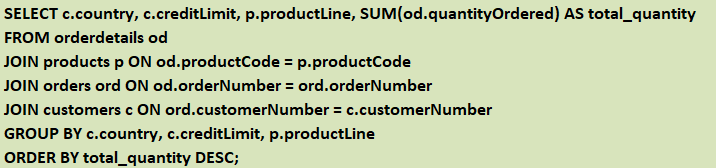 SELECT c.country, c.creditLimit, p.productLine, SUM(od.quantityOrdered) AS total_quantity
FROM orderdetails od
JOIN products p ON od.productCode = p.productCode
JOIN orders ord ON od.orderNumber = ord.orderNumber
JOIN customers c ON ord.customerNumber = c.customerNumber
GROUP BY c.country, c.creditLimit, p.productLine
ORDER BY total_quantity DESC;